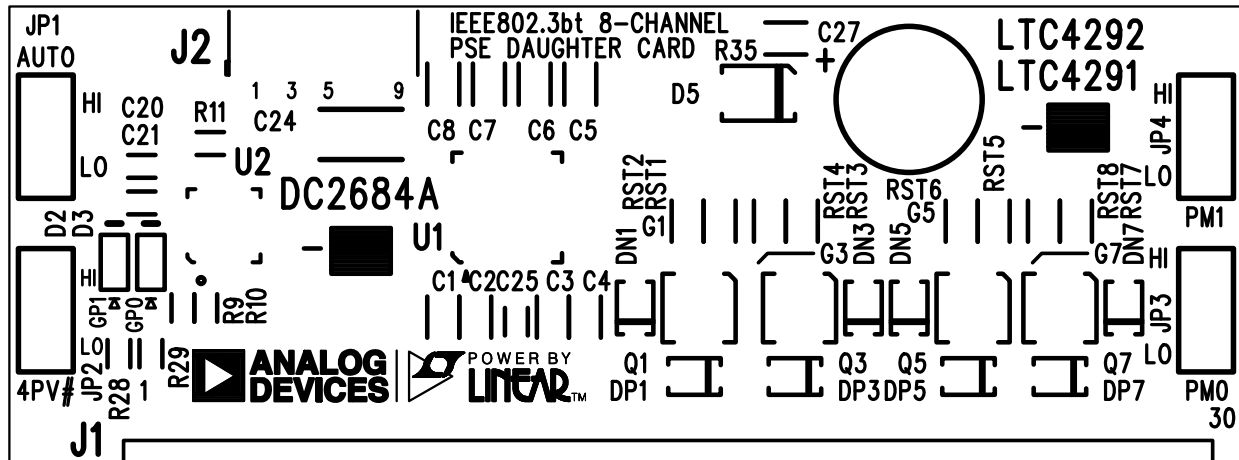 JP1
AUTO
HI
LO
J2
IEEE802.3bt 8-CHANNEL
PSE DAUGHTER CARD
R35
C27
+
LTC4292
LTC4291
D5
HI
JP4
LO
PM1
C20
C21
R11
1 3 5 9
C24
U2
C8 C7 C6 C5
DC2684A
U1
D2
D3
HI
GP1
GP0
LO
JP2
4PV#
R28
1
R29
R9
R10
C1 C2 C25 C3 C4
RST2
RST1
G1
DN1
RST4
RST3
G3
DN3
DN5
RST6
G5
RST5
RST8
RST7
G7
DN7
HI
JP3
LO
PM0
30
ANALOG
DEVICES
POWER BY
LINEAR™
Q1
DP1
Q3
DP3
Q5
DP5
Q7
DP7
J1